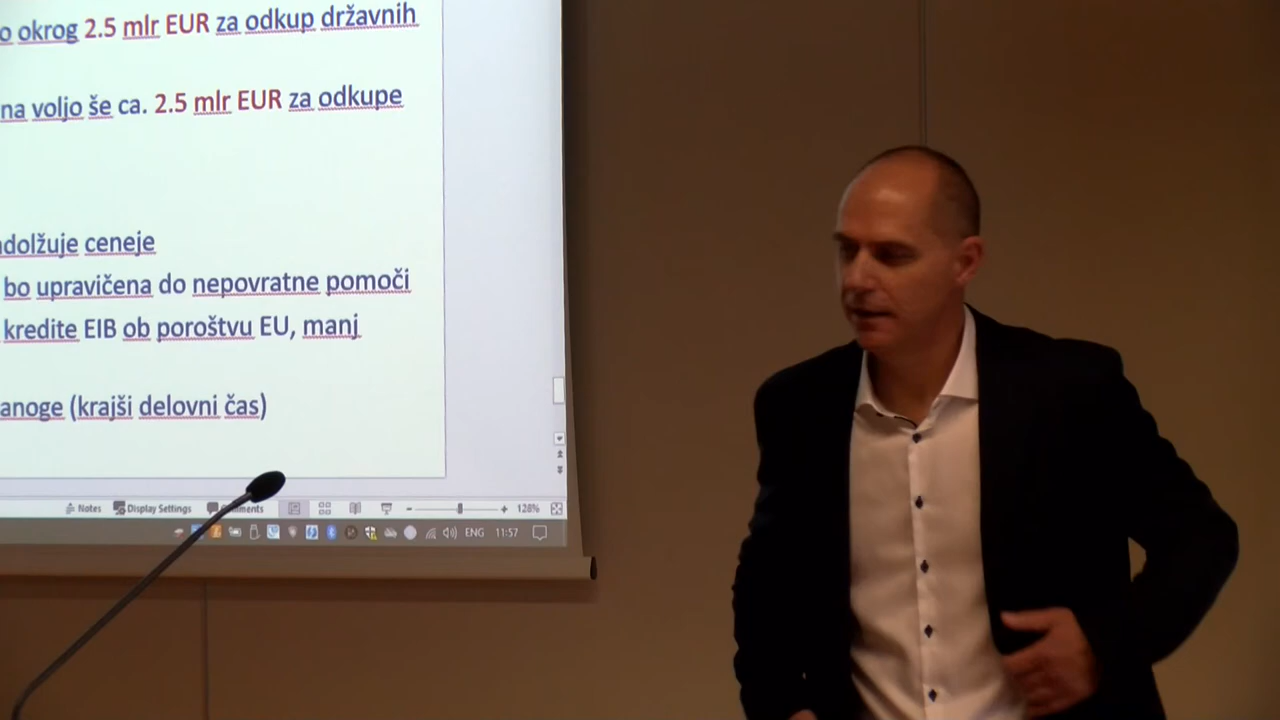 o okrog 2.5 mlr EUR za odkup državnih
na voljo še ca. 2.5 mlr EUR za odkupe
adolžuje ceneje
bo upravičena do nepovratne pomoči
kredite EIB ob poroštvu EU, manj
anoge (krajši delovni čas)
Notes Display Settings Comments 128%
ENG 11:57